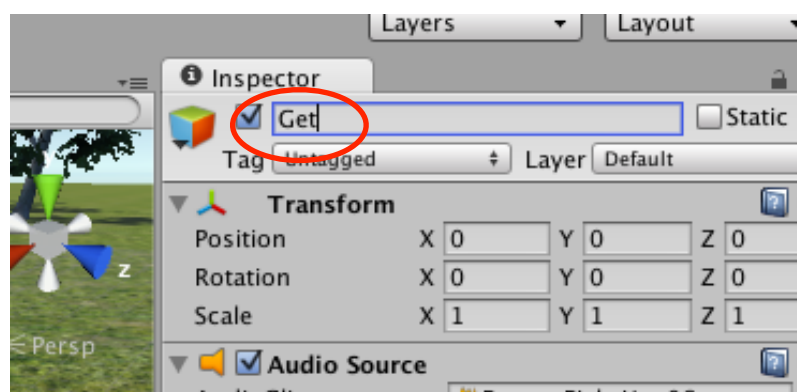 Layers Layout
Inspector
Get Static
Tag Untagged Layer Default
Transform
Position X 0 Y 0 Z 0
z
Rotation X 0 Y 0 Z 0
Scale X 1 Y 1 Z 1
Persp
Audio Source